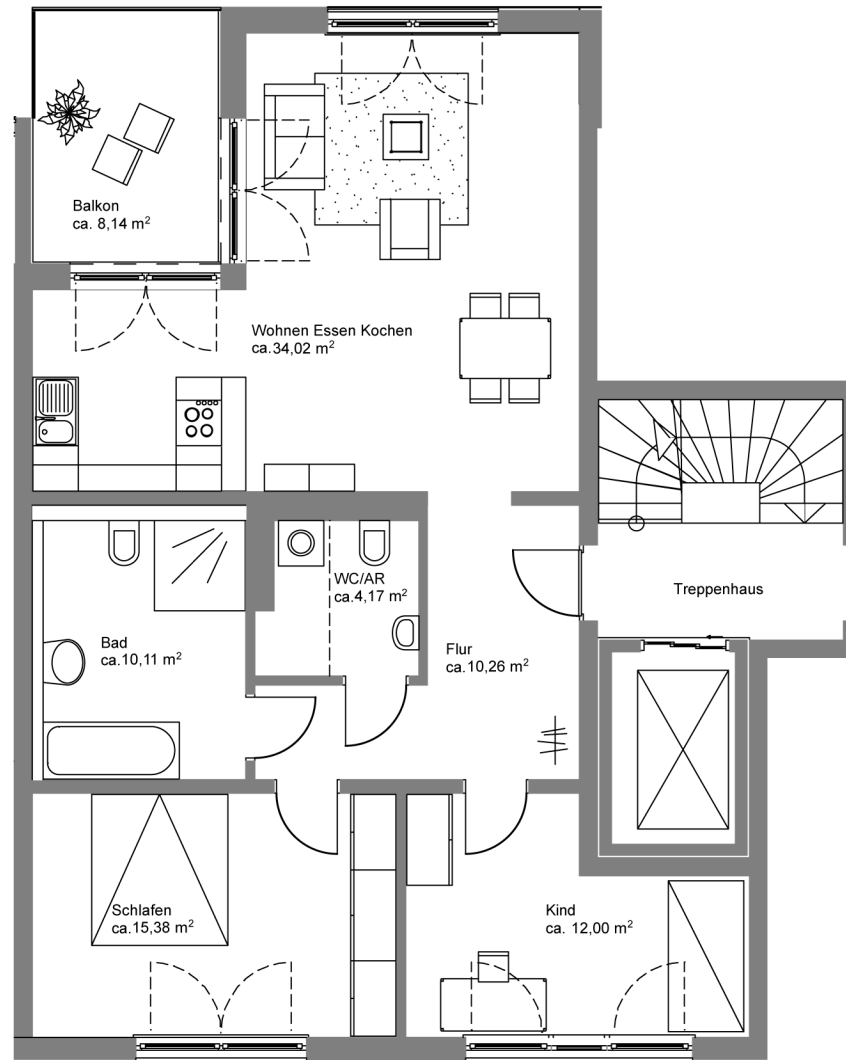 Balkon
ca. 8,14 m²
Wohnen Essen Kochen
ca.34,02 m²
WC/AR
ca.4,17 m²
Treppenhaus
Bad
ca.10,11 m²
Flur
ca.10,26 m²
Schlafen
ca.15,38 m²
Kind
ca. 12,00 m²